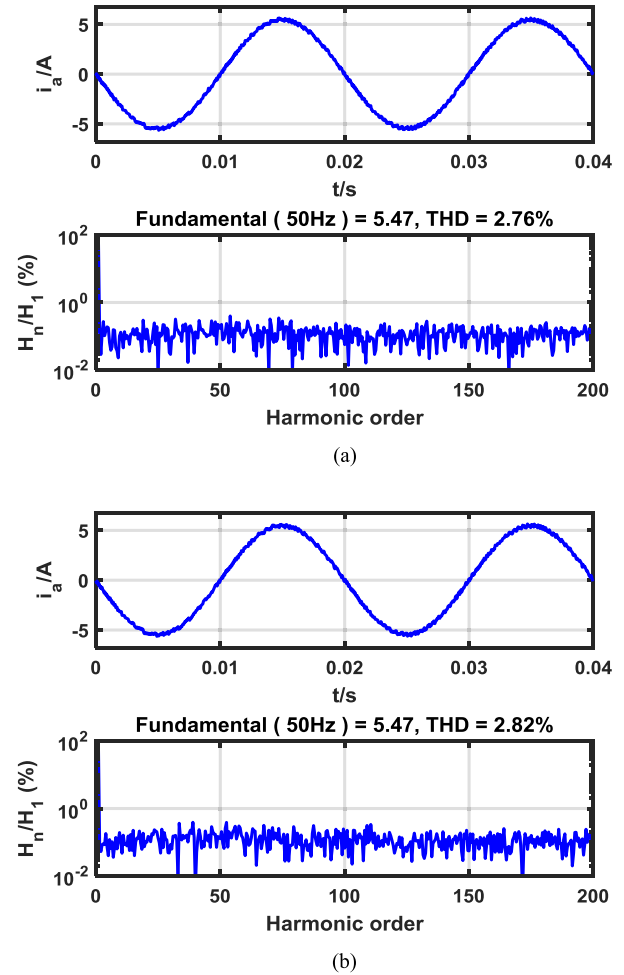 i_a/A
5
0
-5
0 0.01 0.02 0.03 0.04
t/s
Fundamental ( 50Hz ) = 5.47, THD = 2.76%
H_n/H_1 (%)
10^2
10^0
10^-2
0 50 100 150 200
Harmonic order
(a)
i_a/A
5
0
-5
0 0.01 0.02 0.03 0.04
t/s
Fundamental ( 50Hz ) = 5.47, THD = 2.82%
H_n/H_1 (%)
10^2
10^0
10^-2
0 50 100 150 200
Harmonic order
(b)